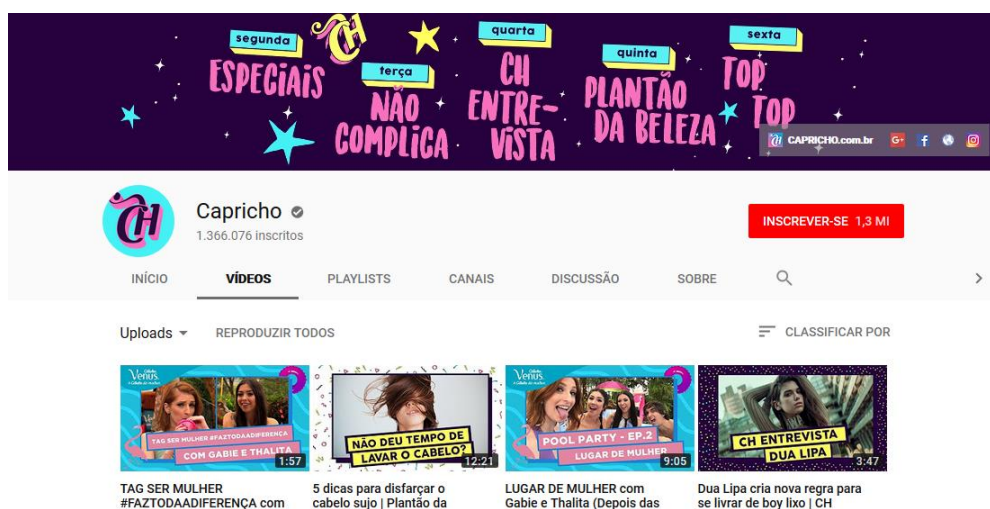 segunda
ESPECIAIS
terça
NÃO
COMPLICA
quarta
CH
ENTRE-
VISTA
quinta
PLANTÃO
DA BELEZA
sexta
TOP
TOP
CH
CH CAPRICHO.com.br G+ f
CH
Capricho
1.366.076 inscritos
INSCREVER-SE 1,3 MI
INÍCIO VÍDEOS PLAYLISTS CANAIS DISCUSSÃO SOBRE
Uploads REPRODUZIR TODOS CLASSIFICAR POR
Venus
TAG SER MULHER #FAZTODAADIFERENÇA
COM GABIE E THALITA
1:57
NÃO DEU TEMPO DE
LAVAR O CABELO?
12:21
Venus
POOL PARTY - EP.2
LUGAR DE MULHER
9:05
CH ENTREVISTA
DUA LIPA
3:47
TAG SER MULHER
#FAZTODAADIFERENÇA com
5 dicas para disfarçar o
cabelo sujo | Plantão da
LUGAR DE MULHER com
Gabie e Thalita (Depois das
Dua Lipa cria nova regra para
se livrar de boy lixo | CH